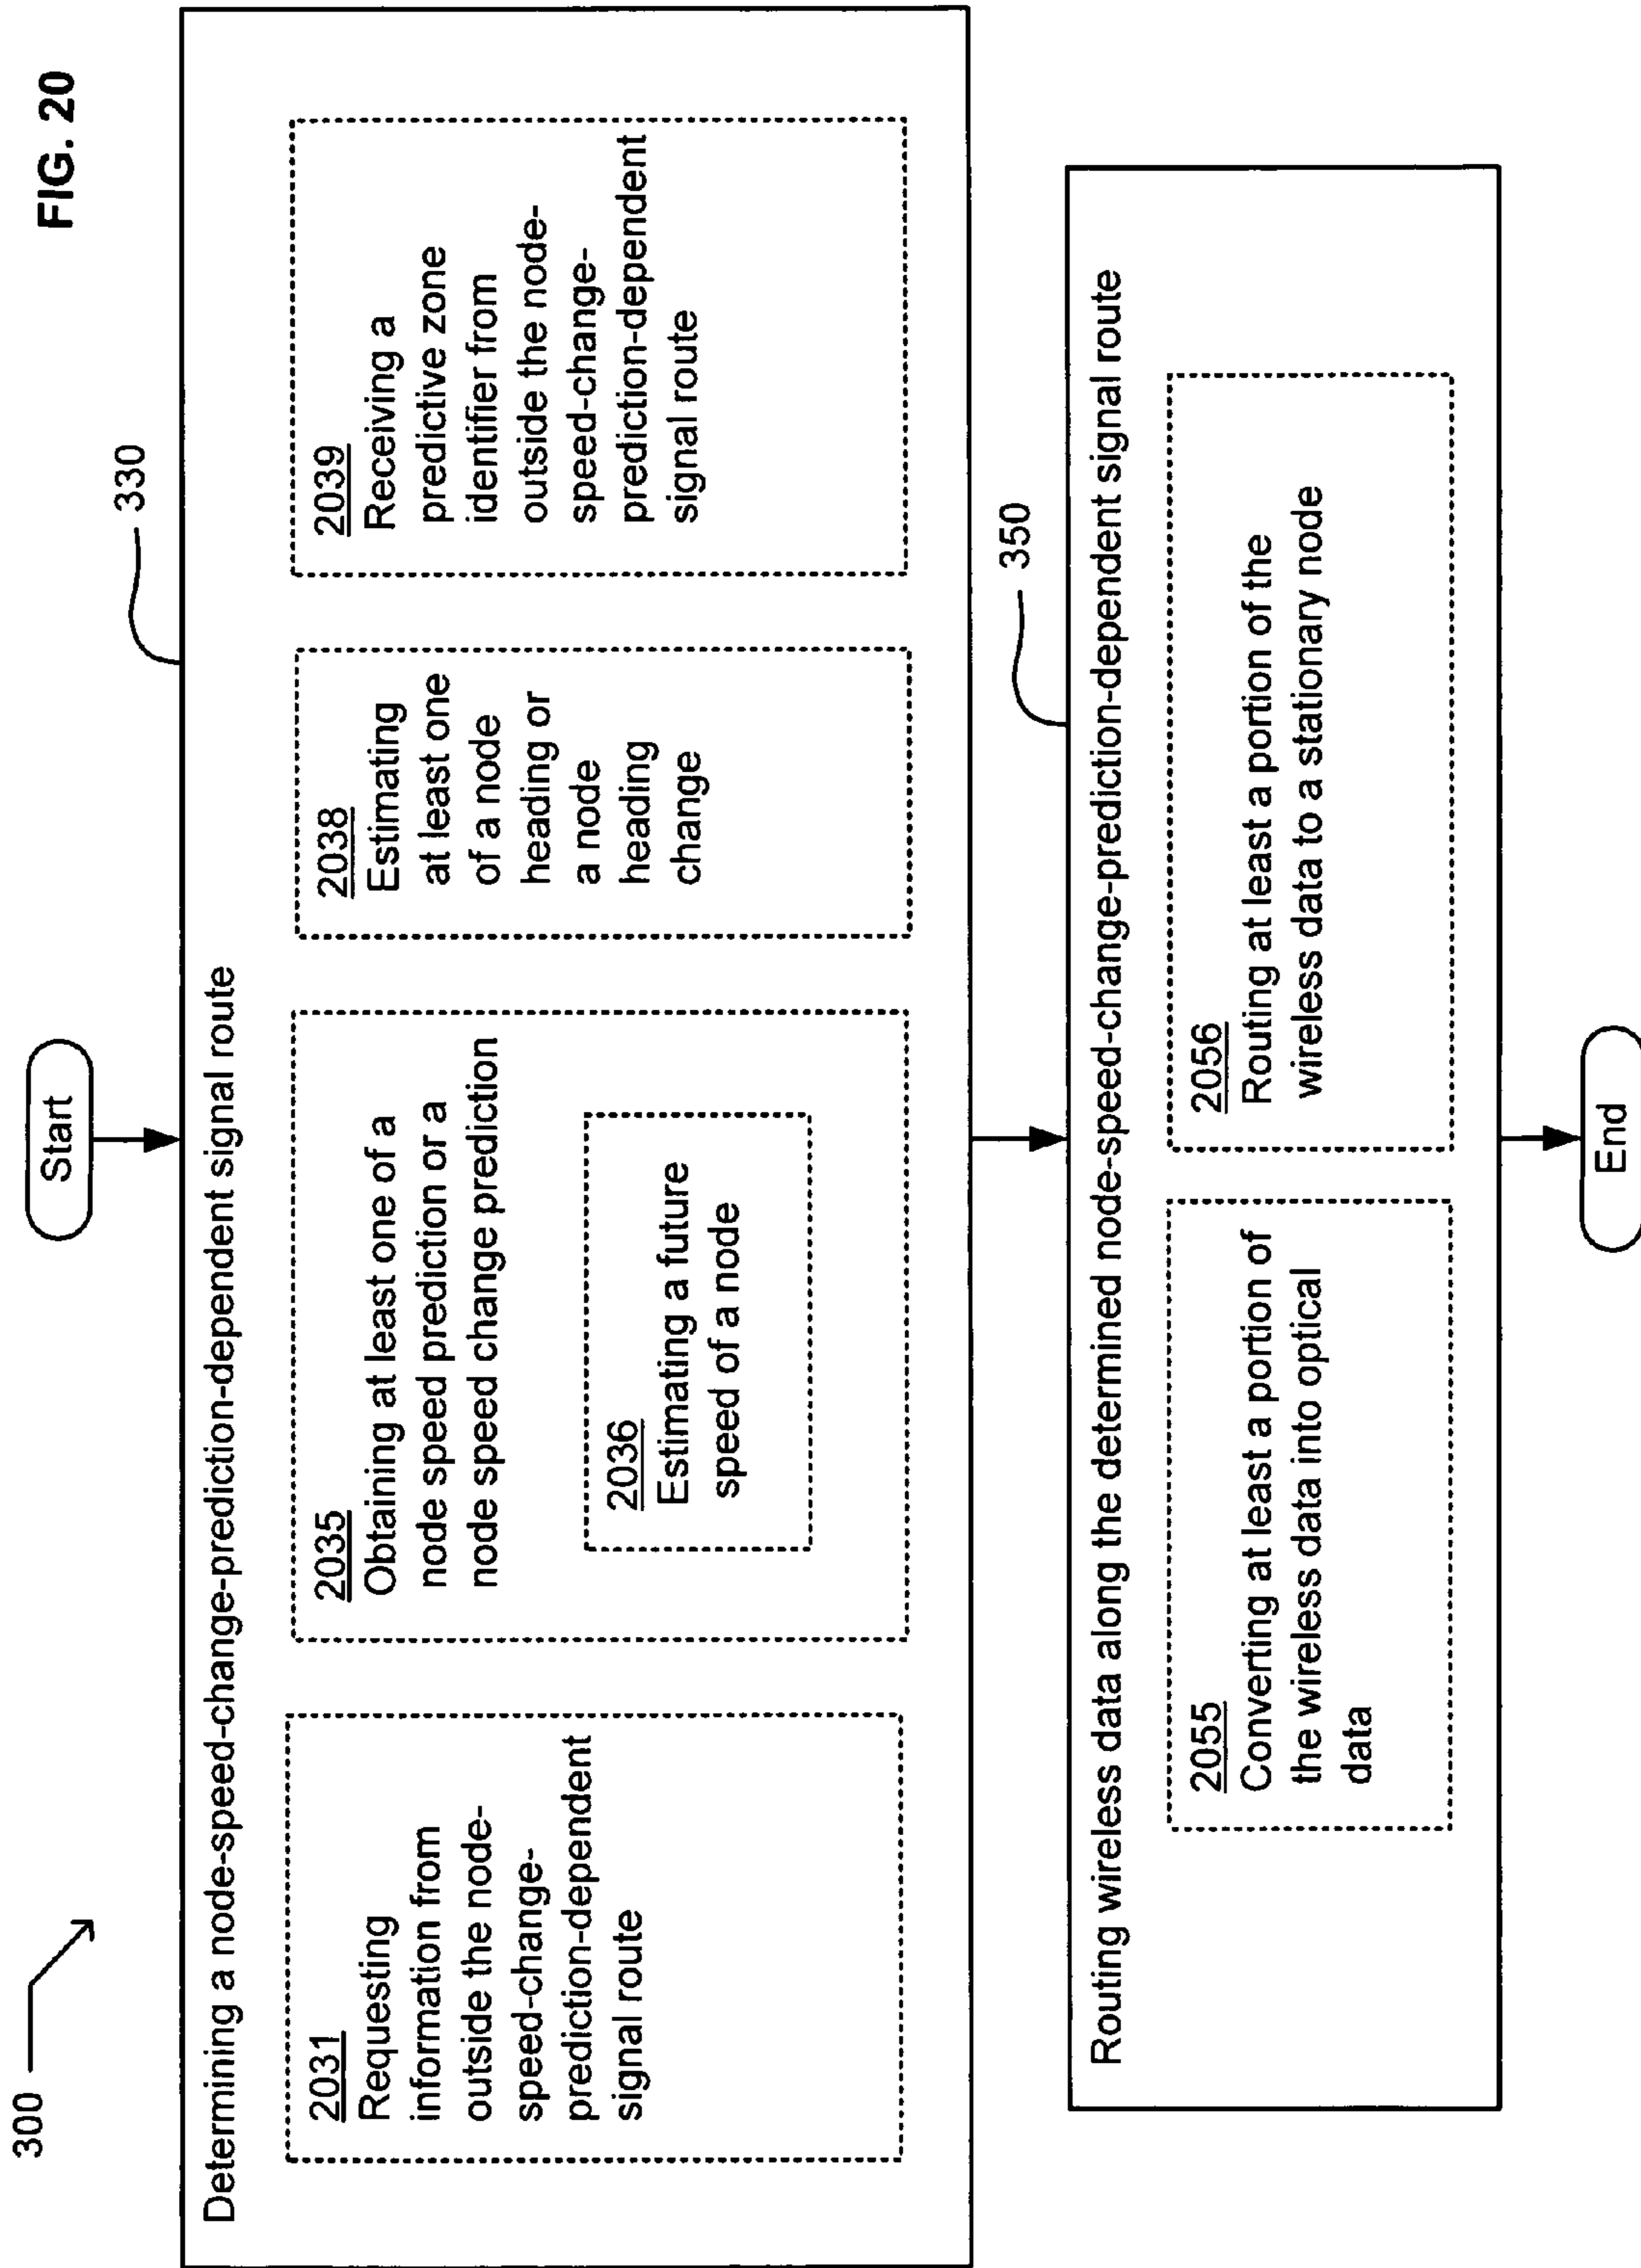 FIG. 20
300
Start
330
Determining a node-speed-change-prediction-dependent signal route
2031
Requesting
information from
outside the node-
speed-change-
prediction-dependent
signal route
2035
Obtaining at least one of a
node speed prediction or a
node speed change prediction
2036
Estimating a future
speed of a node
2038
Estimating
at least one
of a node
heading or
a node
heading
change
2039
Receiving a
predictive zone
identifier from
outside the node-
speed-change-
prediction-dependent
signal route
350
Routing wireless data along the determined node-speed-change-prediction-dependent signal route
2055
Converting at least a portion of
the wireless data into optical
data
2056
Routing at least a portion of the
wireless data to a stationary node
End